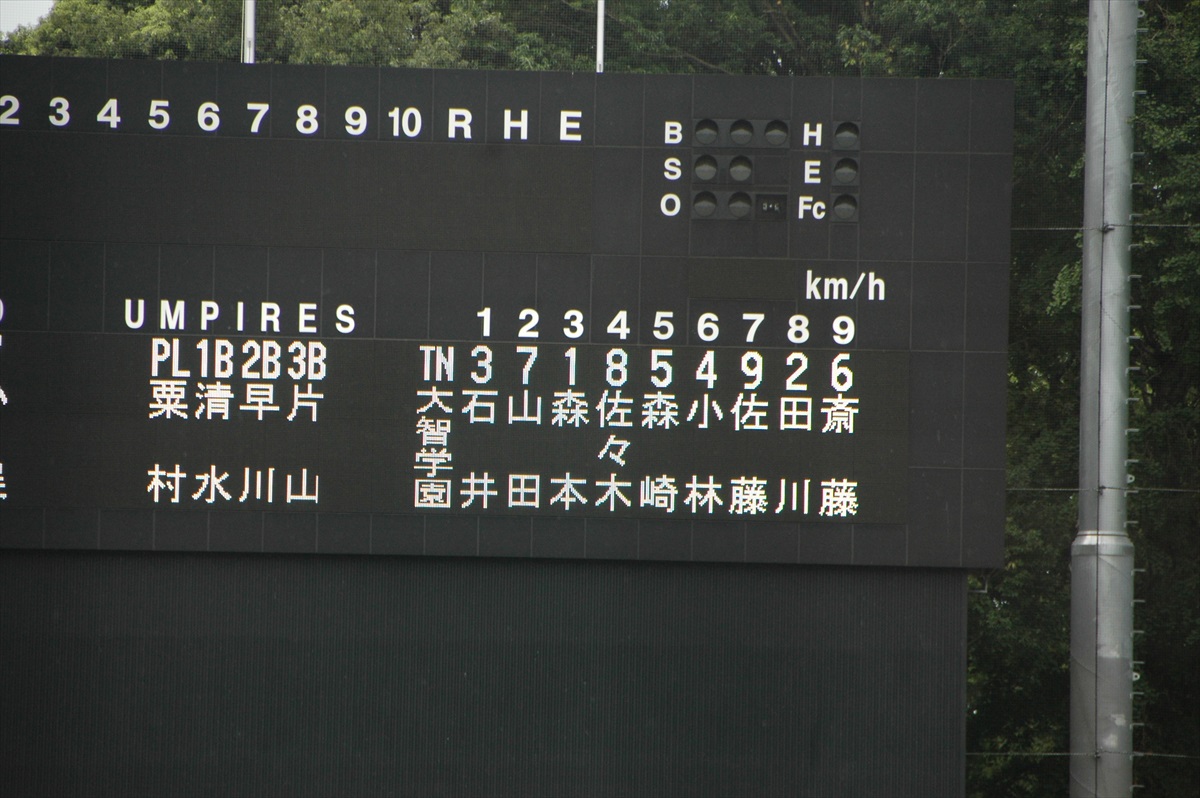 2 3 4 5 6 7 8 9 10 R H E
B H
S E
O Fc
km/h
UMPIRES
1 2 3 4 5 6 7 8 9
PL 1B 2B 3B
TN 3 7 1 8 5 4 9 2 6
粟村
清水
早川
片山
大智学園
石井
山田
森本
佐々木
森崎
小林
佐藤
田川
斎藤